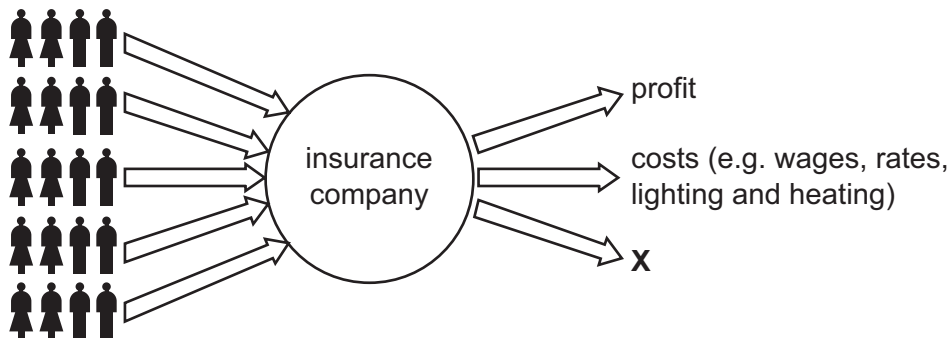 insurance
company
profit
costs (e.g. wages, rates,
lighting and heating)
X